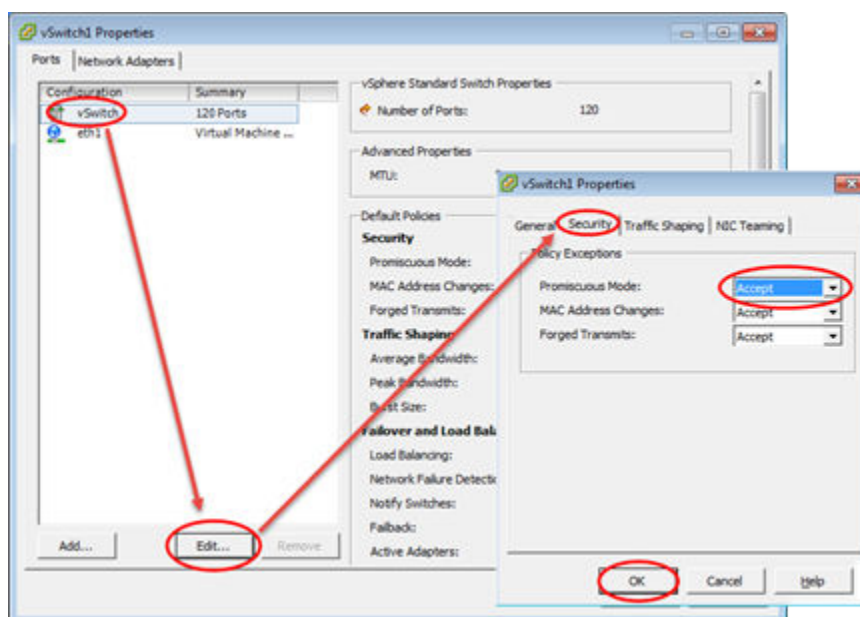 vSwitch1 Properties
Ports
Network Adapters
Configuration
Summary
vSwitch
120 Ports
eth1
Virtual Machine ...
vSphere Standard Switch Properties
Number of Ports:
120
Advanced Properties
MTU:
Default Policies
Security
Promiscuous Mode:
MAC Address Changes:
Forged Transmits:
Traffic Shaping
Average Bandwidth:
Peak Bandwidth:
Burst Size:
Failover and Load Bala
Load Balancing:
Network Failure Detectio
Notify Switches:
Failback:
Active Adapters:
Add...
Edit...
Remove
vSwitch1 Properties
General
Security
Traffic Shaping
NIC Teaming
Policy Exceptions
Promiscuous Mode:
Accept
MAC Address Changes:
Accept
Forged Transmits:
Accept
OK
Cancel
Help